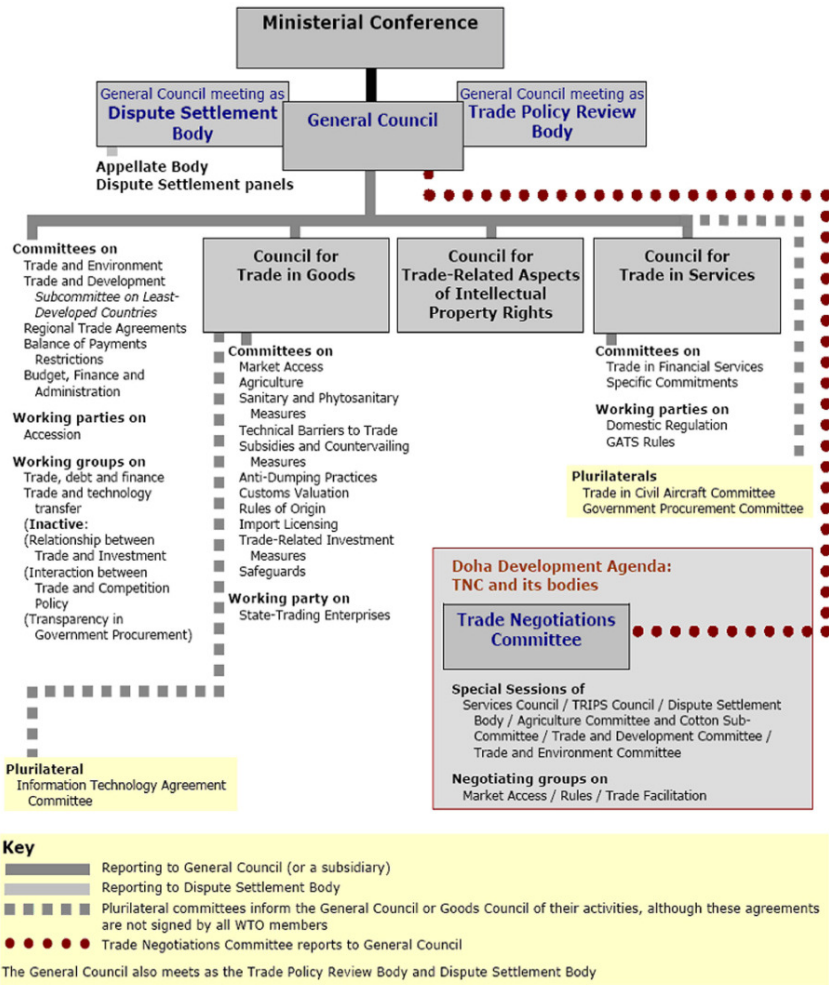 Ministerial Conference
General Council meeting as
Dispute Settlement
Body
General Council
General Council meeting as
Trade Policy Review
Body
Appellate Body
Dispute Settlement panels
Committees on
Trade and Environment
Trade and Development
Subcommittee on Least-
Developed Countries
Regional Trade Agreements
Balance of Payments
Restrictions
Budget, Finance and
Administration
Working parties on
Accession
Working groups on
Trade, debt and finance
Trade and technology
transfer
(Inactive:
(Relationship between
Trade and Investment
(Interaction between
Trade and Competition
Policy
(Transparency in
Government Procurement)
Council for
Trade in Goods
Committees on
Market Access
Agriculture
Sanitary and Phytosanitary
Measures
Technical Barriers to Trade
Subsidies and Countervailing
Measures
Anti-Dumping Practices
Customs Valuation
Rules of Origin
Import Licensing
Trade-Related Investment
Measures
Safeguards
Working party on
State-Trading Enterprises
Council for
Trade-Related Aspects
of Intellectual
Property Rights
Council for
Trade in Services
Committees on
Trade in Financial Services
Specific Commitments
Working parties on
Domestic Regulation
GATS Rules
Plurilaterals
Trade in Civil Aircraft Committee
Government Procurement Committee
Doha Development Agenda:
TNC and its bodies
Trade Negotiations
Committee
Special Sessions of
Services Council / TRIPS Council / Dispute Settlement
Body / Agriculture Committee and Cotton Sub-
Committee / Trade and Development Committee /
Trade and Environment Committee
Negotiating groups on
Market Access / Rules / Trade Facilitation
Plurilateral
Information Technology Agreement
Committee
Key
Reporting to General Council (or a subsidiary)
Reporting to Dispute Settlement Body
Plurilateral committees inform the General Council or Goods Council of their activities, although these agreements
are not signed by all WTO members
Trade Negotiations Committee reports to General Council
The General Council also meets as the Trade Policy Review Body and Dispute Settlement Body